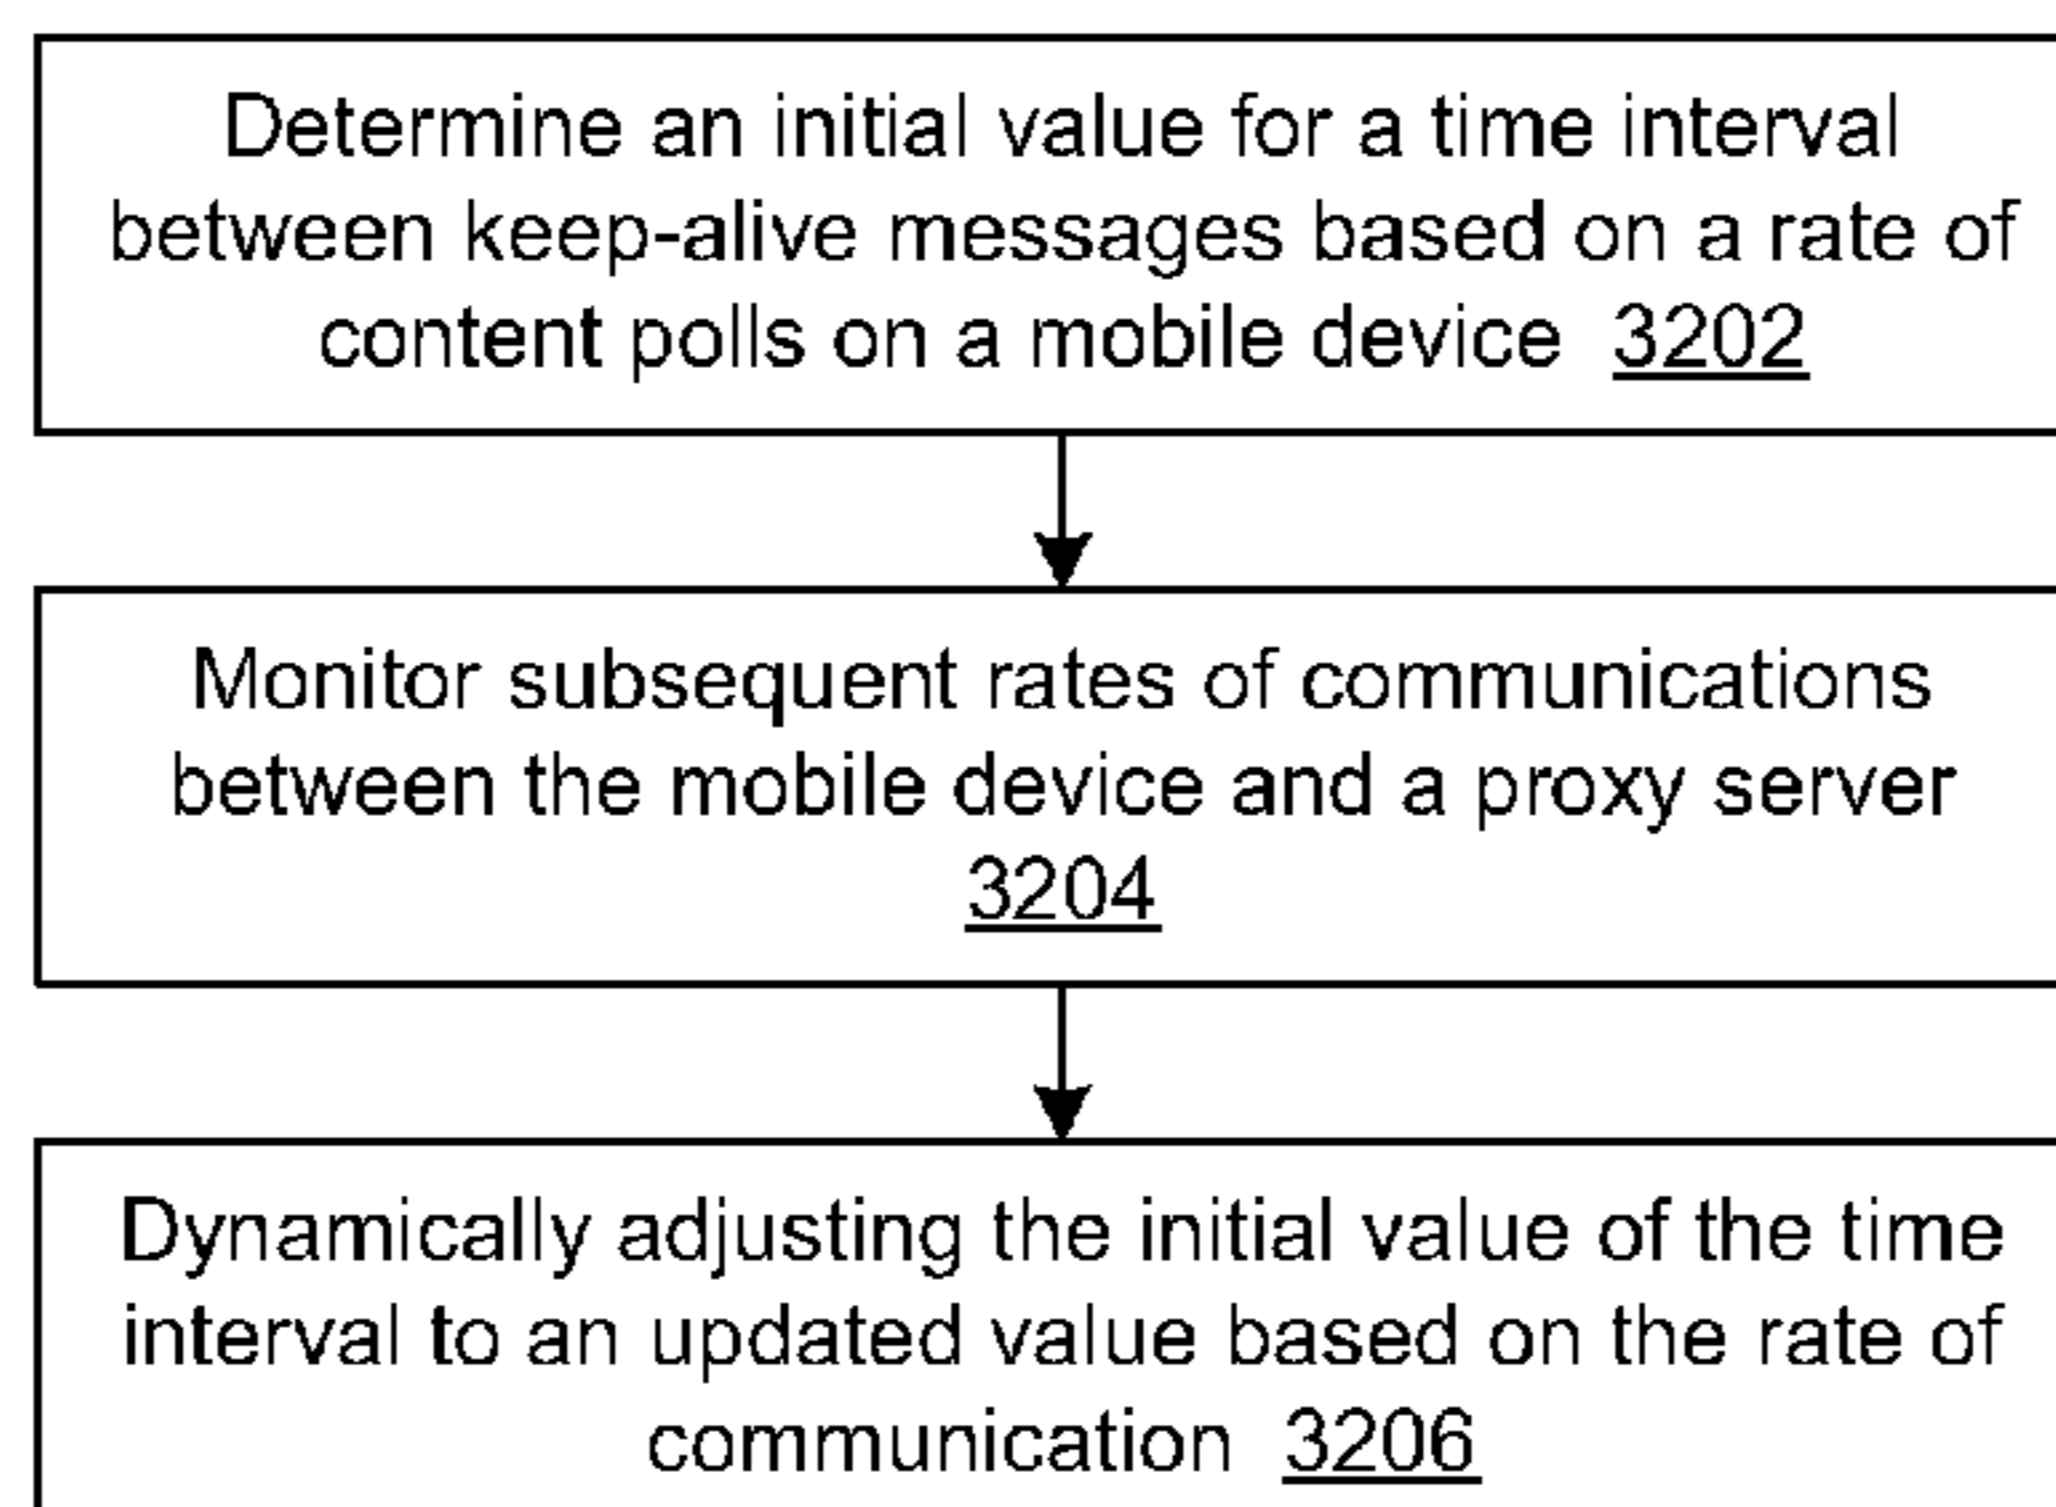 Determine an initial value for a time interval
between keep-alive messages based on a rate of
content polls on a mobile device 3202
Monitor subsequent rates of communications
between the mobile device and a proxy server
3204
Dynamically adjusting the initial value of the time
interval to an updated value based on the rate of
communication 3206